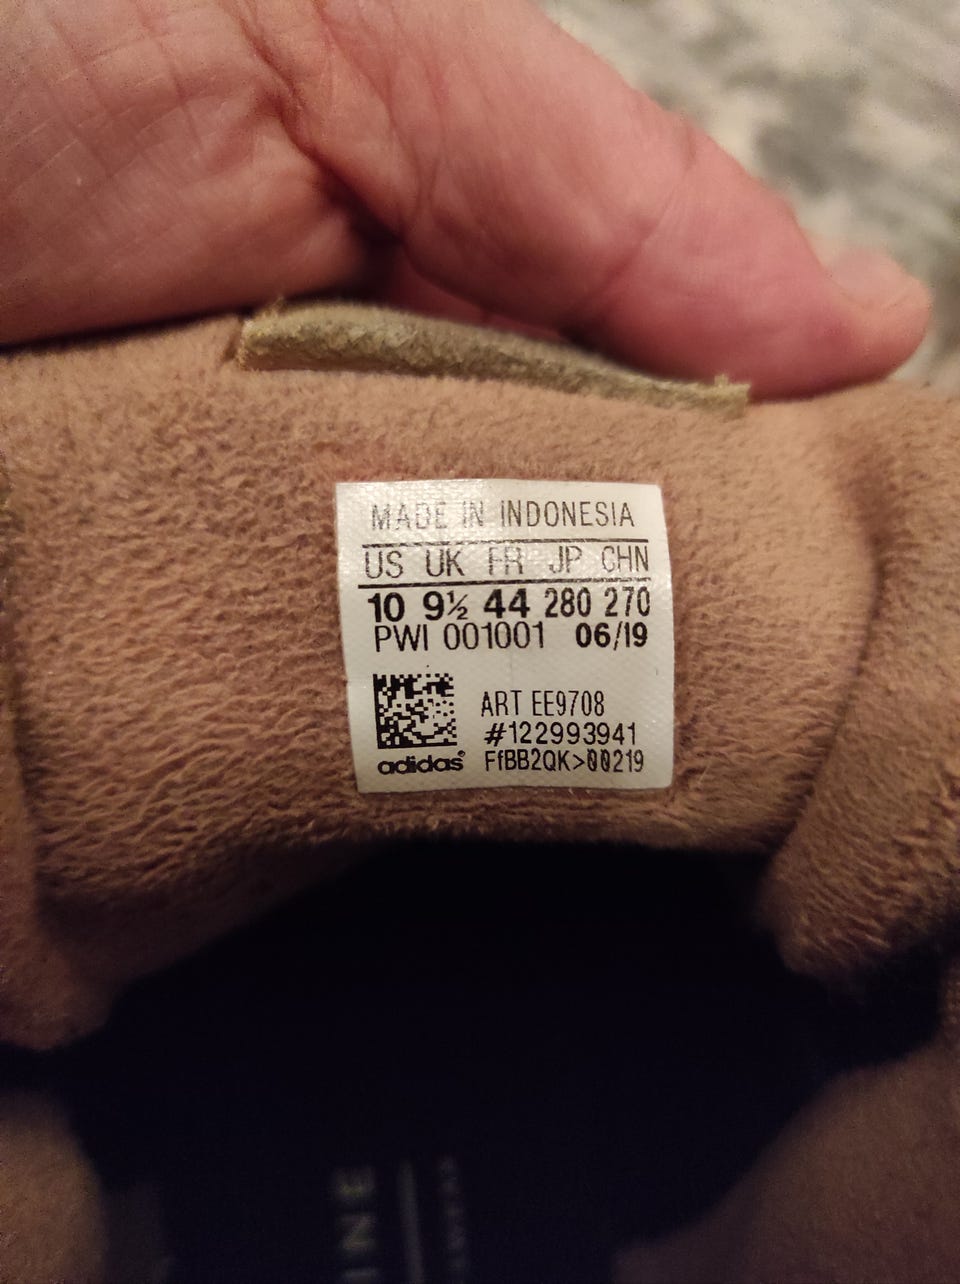 MADE IN INDONESIA
US UK FR JP CHN
10 9½ 44 280 270
PWI 001001 06/19
ART EE9708
#122993941
adidas® FfBB2QK>00219
INE